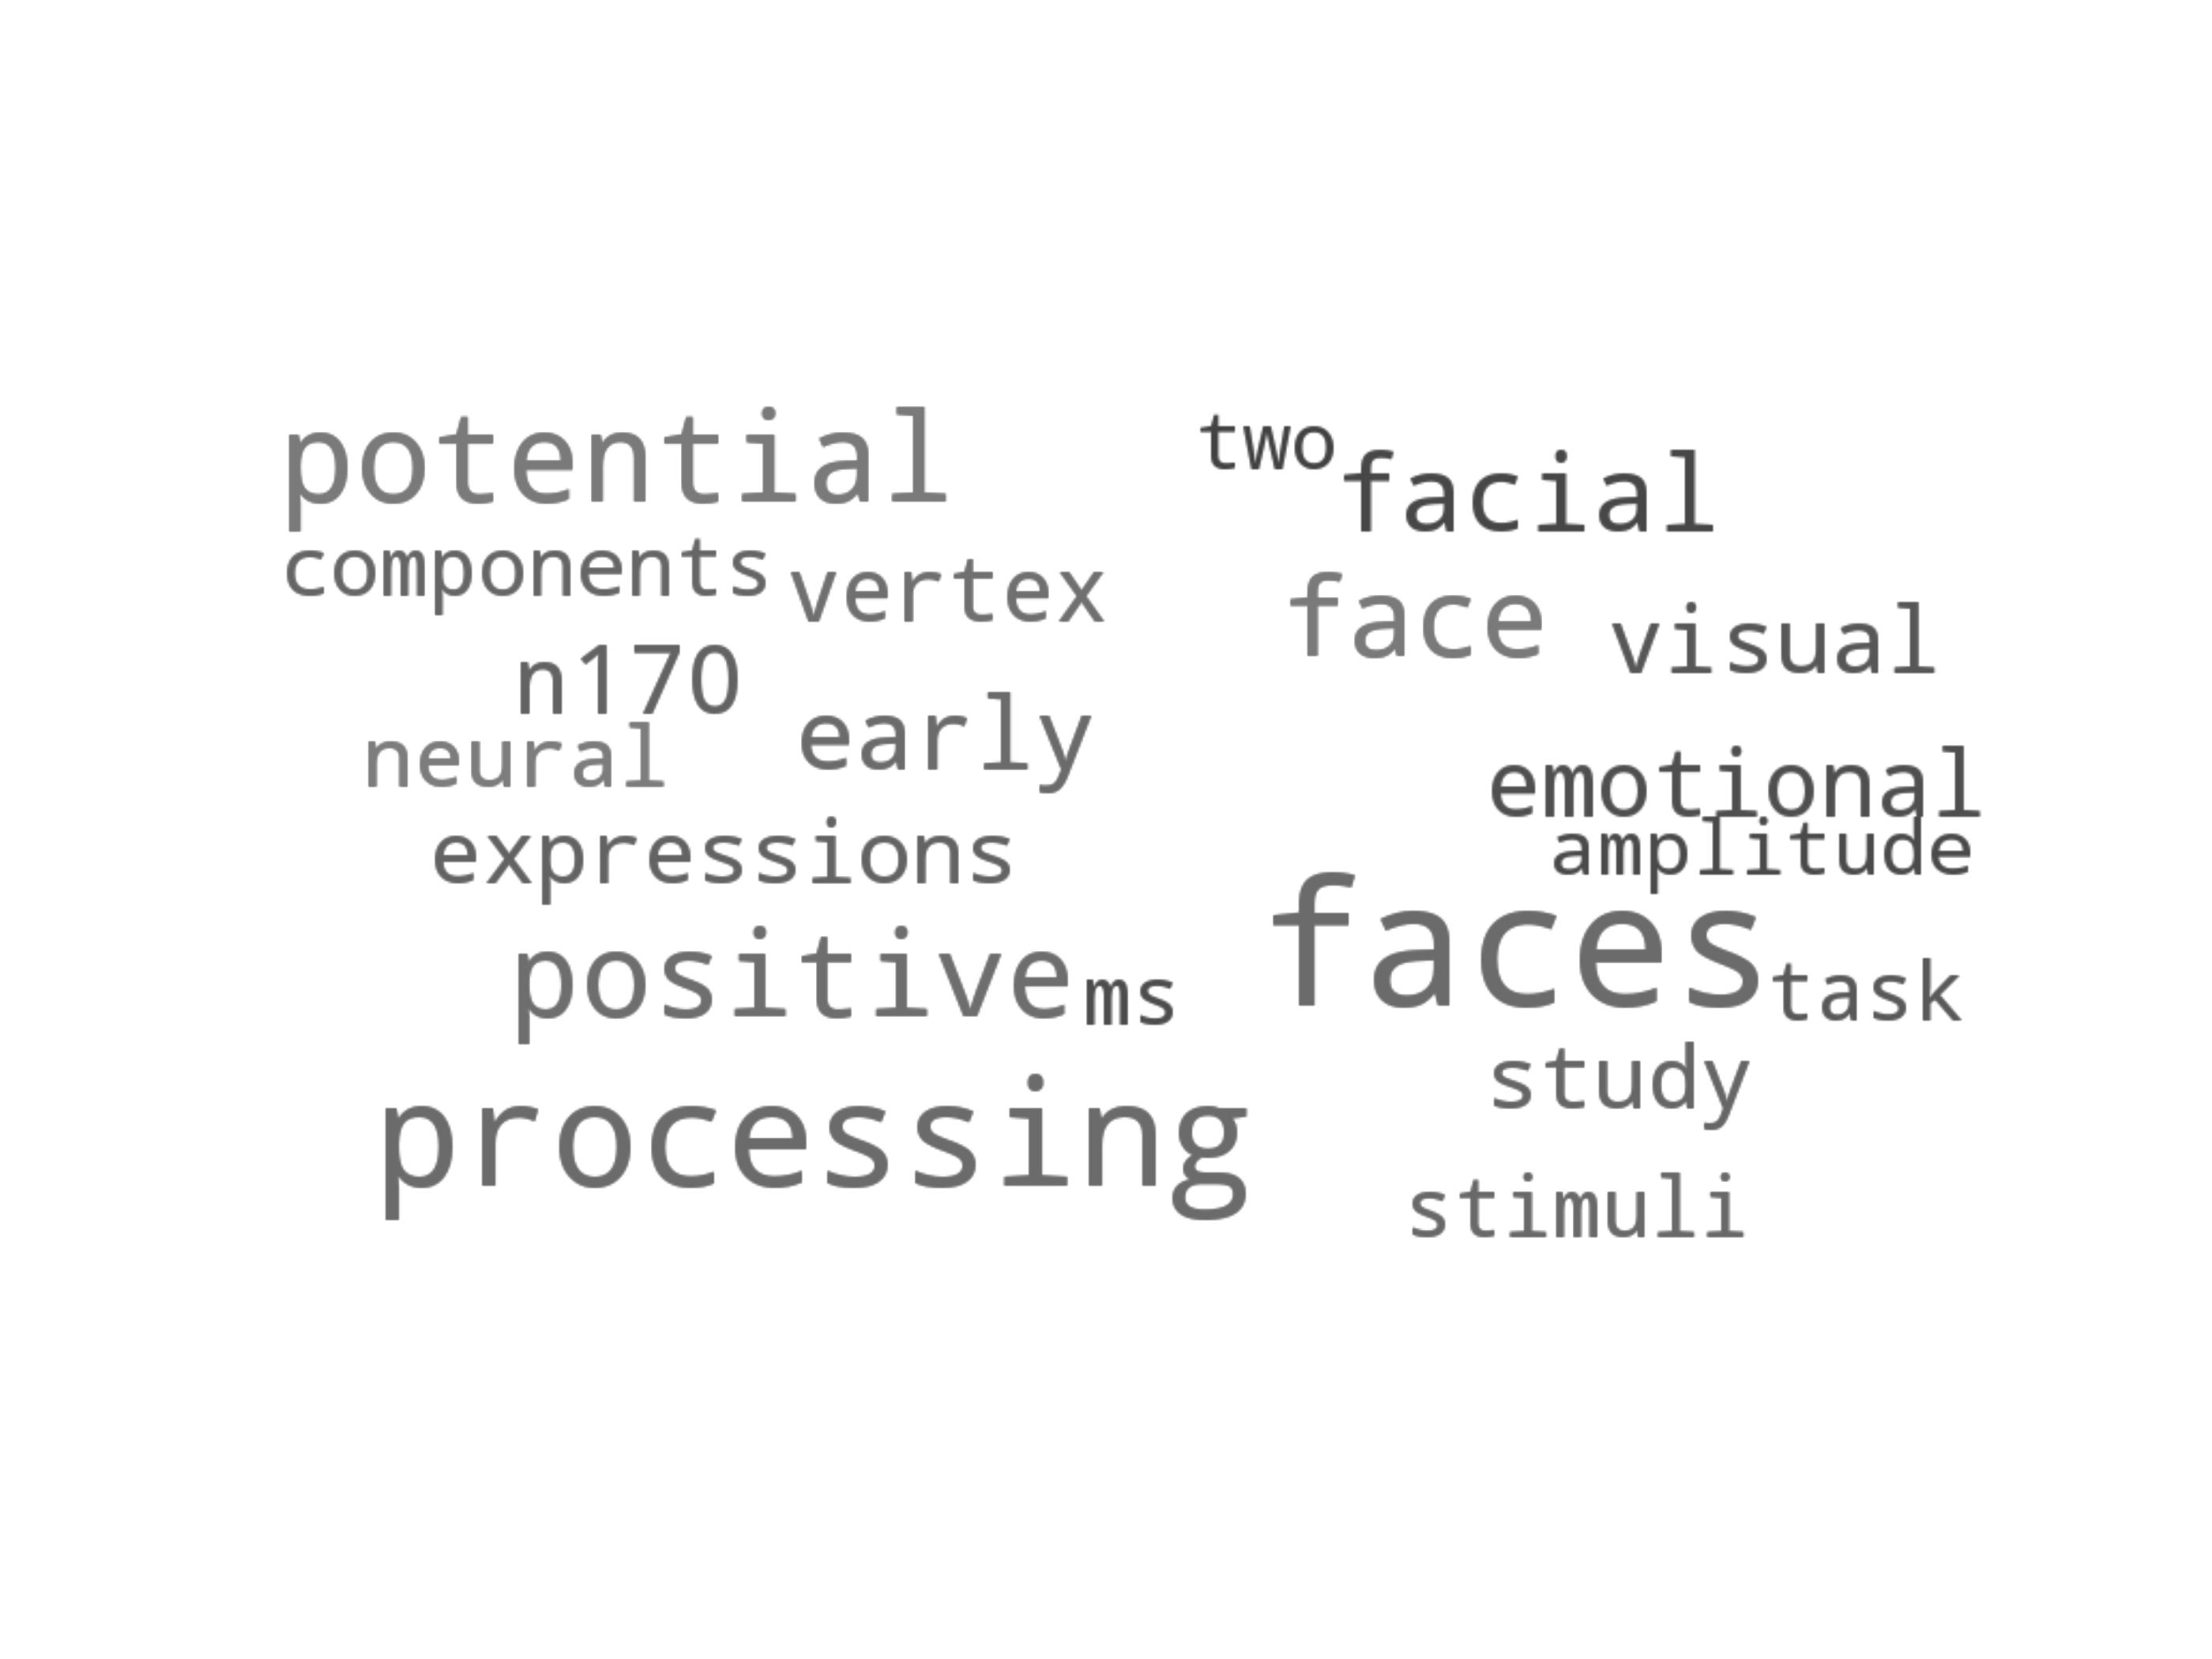 potential
two
facial
components
vertex
face
visual
n170
early
neural
emotional
expressions
amplitude
faces
positive
ms
task
study
processing
stimuli